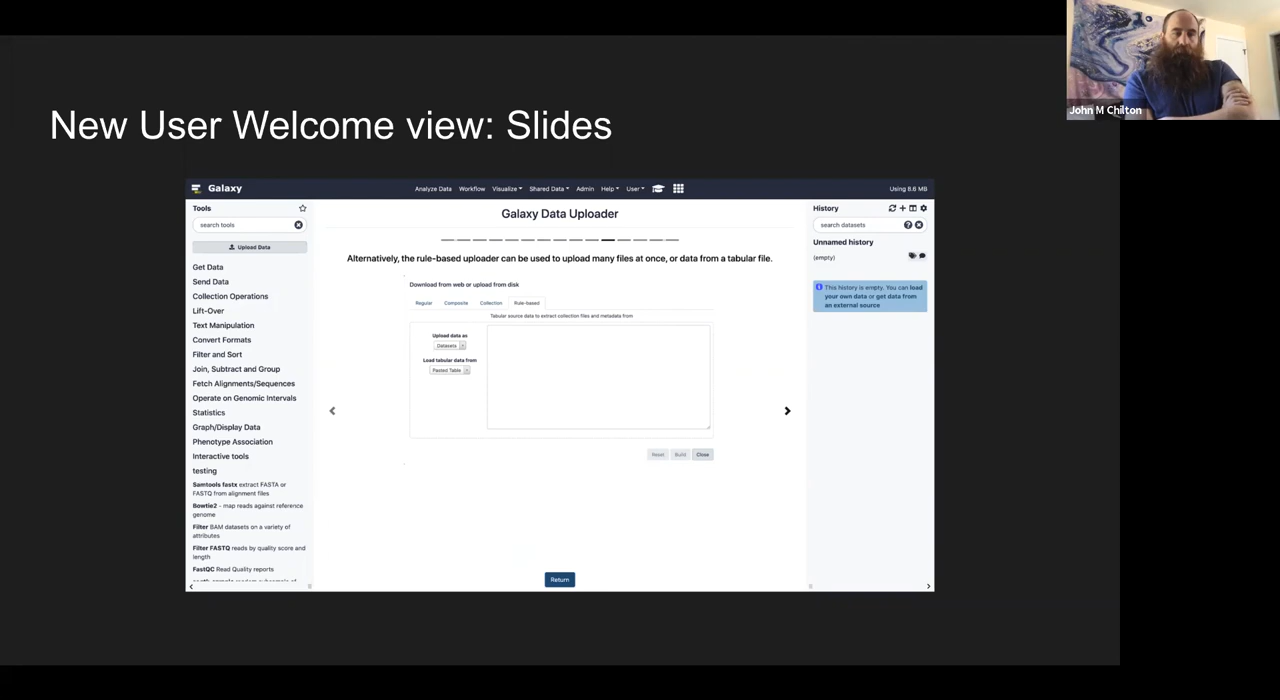 John M Chilton
New User Welcome view: Slides
Galaxy
Analyze Data Workflow Visualize Shared Data Admin Help User
Using 8.6 MB
Tools
search tools
Upload Data
Get Data
Send Data
Collection Operations
Lift-Over
Text Manipulation
Convert Formats
Filter and Sort
Join, Subtract and Group
Fetch Alignments/Sequences
Operate on Genomic Intervals
Statistics
Graph/Display Data
Phenotype Association
Interactive tools
testing
Samtools fastx extract FASTA or
FASTQ from alignment files
Bowtie2 - map reads against reference
genome
Filter BAM datasets on a variety of
attributes
Filter FASTQ reads by quality score and
length
FastQC Read Quality reports
Galaxy Data Uploader
Alternatively, the rule-based uploader can be used to upload many files at once, or data from a tabular file.
Download from web or upload from disk
Regular Composite Collection Rule-based
Tabular source data to extract collection files and metadata from
Upload data as
Datasets
Load tabular data from
Pasted Table
Reset Build Close
Return
History
search datasets
Unnamed history
(empty)
This history is empty. You can load
your own data or get data from
an external source